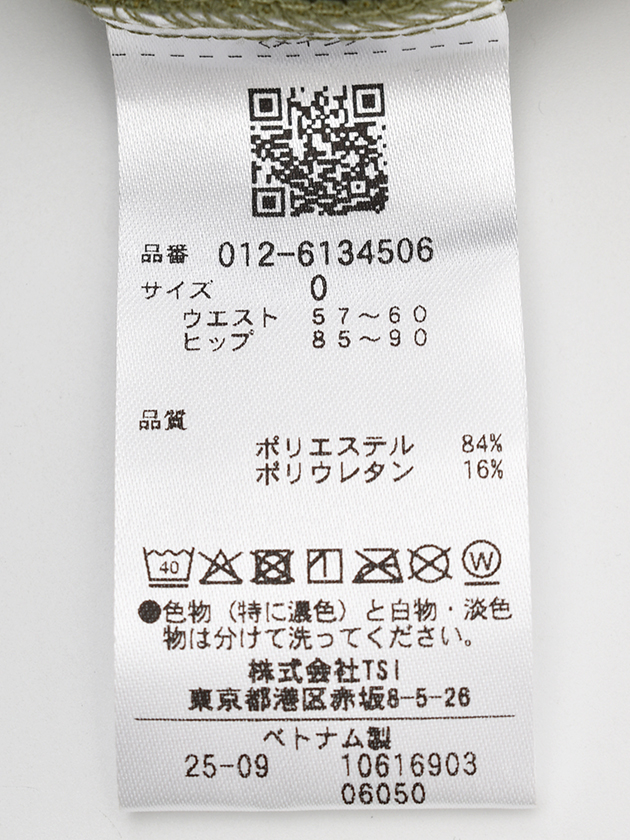 品番 012-6134506
サイズ 0
ウエスト 57〜60
ヒップ 85〜90
品質
ポリエステル 84%
ポリウレタン 16%
40 W
●色物（特に濃色）と白物・淡色
物は分けて洗ってください。
株式会社TSI
東京都港区赤坂8-5-26
ベトナム製
25-09 10616903
06050